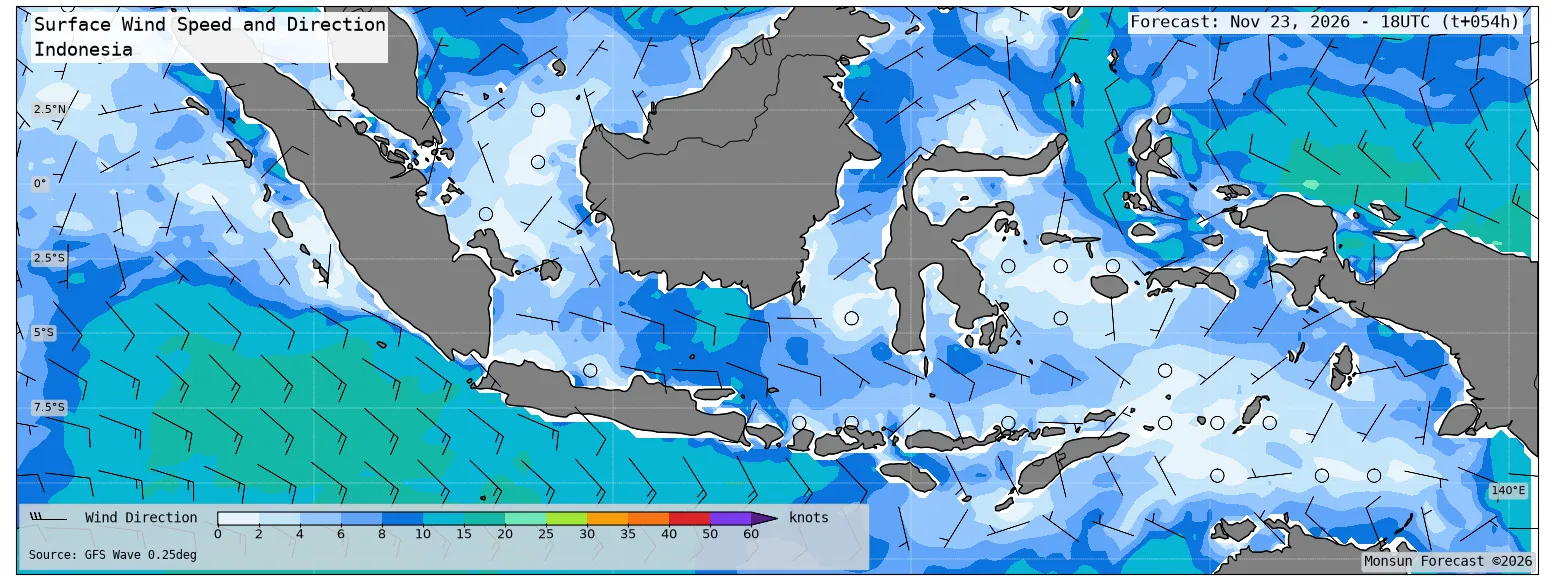 Surface Wind Speed and Direction
Indonesia
Forecast: Nov 23, 2026 - 18UTC (t+054h)
2.5°N
0°
2.5°S
5°S
7.5°S
140°E
Wind Direction
0 2 4 6 8 10 15 20 25 30 35 40 50 60
knots
Source: GFS Wave 0.25deg
Monsun Forecast ©2026